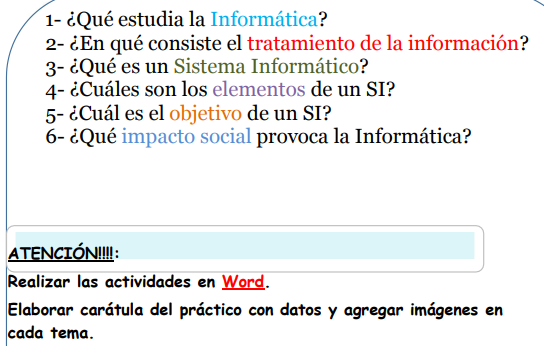 1- ¿Qué estudia la Informática?
2- ¿En qué consiste el tratamiento de la información?
3- ¿Qué es un Sistema Informático?
4- ¿Cuáles son los elementos de un SI?
5- ¿Cuál es el objetivo de un SI?
6- ¿Qué impacto social provoca la Informática?
ATENCIÓN!!!!:
Realizar las actividades en Word.
Elaborar carátula del práctico con datos y agregar imágenes en
cada tema.